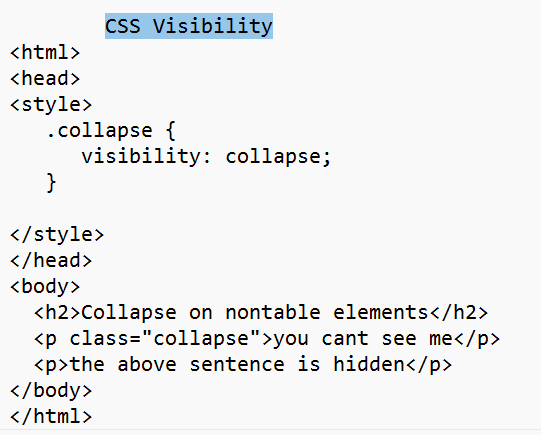 CSS Visibility
<html>
<head>
<style>
.collapse {
visibility: collapse;
}
</style>
</head>
<body>
<h2>Collapse on nontable elements</h2>
<p class="collapse">you cant see me</p>
<p>the above sentence is hidden</p>
</body>
</html>